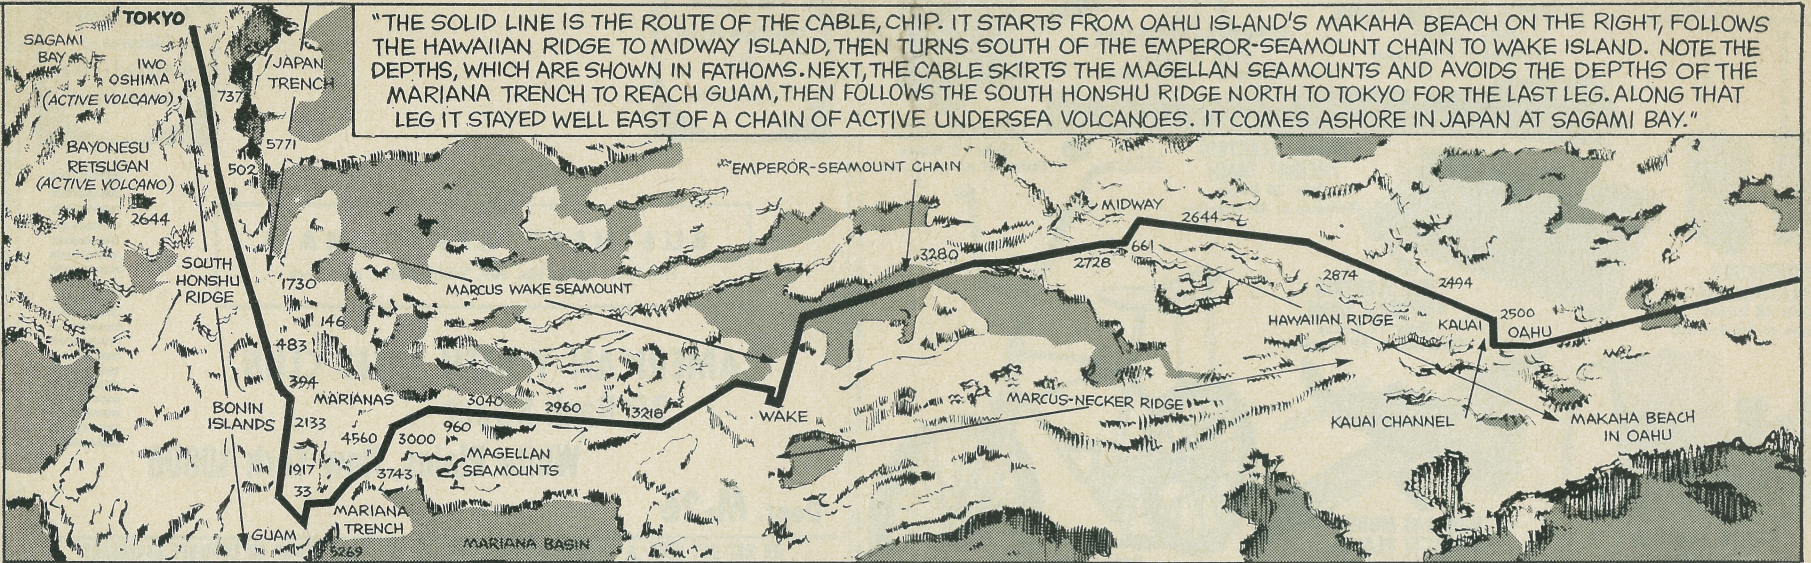 "THE SOLID LINE IS THE ROUTE OF THE CABLE, CHIP. IT STARTS FROM OAHU ISLAND'S MAKAHA BEACH ON THE RIGHT, FOLLOWS
THE HAWAIIAN RIDGE TO MIDWAY ISLAND, THEN TURNS SOUTH OF THE EMPEROR-SEAMOUNT CHAIN TO WAKE ISLAND. NOTE THE
DEPTHS, WHICH ARE SHOWN IN FATHOMS. NEXT, THE CABLE SKIRTS THE MAGELLAN SEAMOUNTS AND AVOIDS THE DEPTHS OF THE
MARIANA TRENCH TO REACH GUAM, THEN FOLLOWS THE SOUTH HONSHU RIDGE NORTH TO TOKYO FOR THE LAST LEG. ALONG THAT
LEG IT STAYED WELL EAST OF A CHAIN OF ACTIVE UNDERSEA VOLCANOES. IT COMES ASHORE IN JAPAN AT SAGAMI BAY."
TOKYO
SAGAMI
BAY
IWO
OSHIMA
(ACTIVE VOLCANO)
JAPAN
TRENCH
737
5771
BAYONESU
RETSUGAN
(ACTIVE VOLCANO)
502
2644
EMPEROR-SEAMOUNT CHAIN
MIDWAY
2644
661
3280
2728
SOUTH
HONSHU
RIDGE
1730
MARCUS WAKE SEAMOUNT
2874
2494
146
483
HAWAIIAN RIDGE
KAUAI
2500
OAHU
394
MARIANAS
BONIN
ISLANDS
2133
3040
2960
13218
WAKE
MARCUS-NECKER RIDGE
KAUAI CHANNEL
MAKAHA BEACH
IN OAHU
4560
3000
960
MAGELLAN
SEAMOUNTS
1917
3743
33
MARIANA
TRENCH
GUAM
5269
MARIANA BASIN